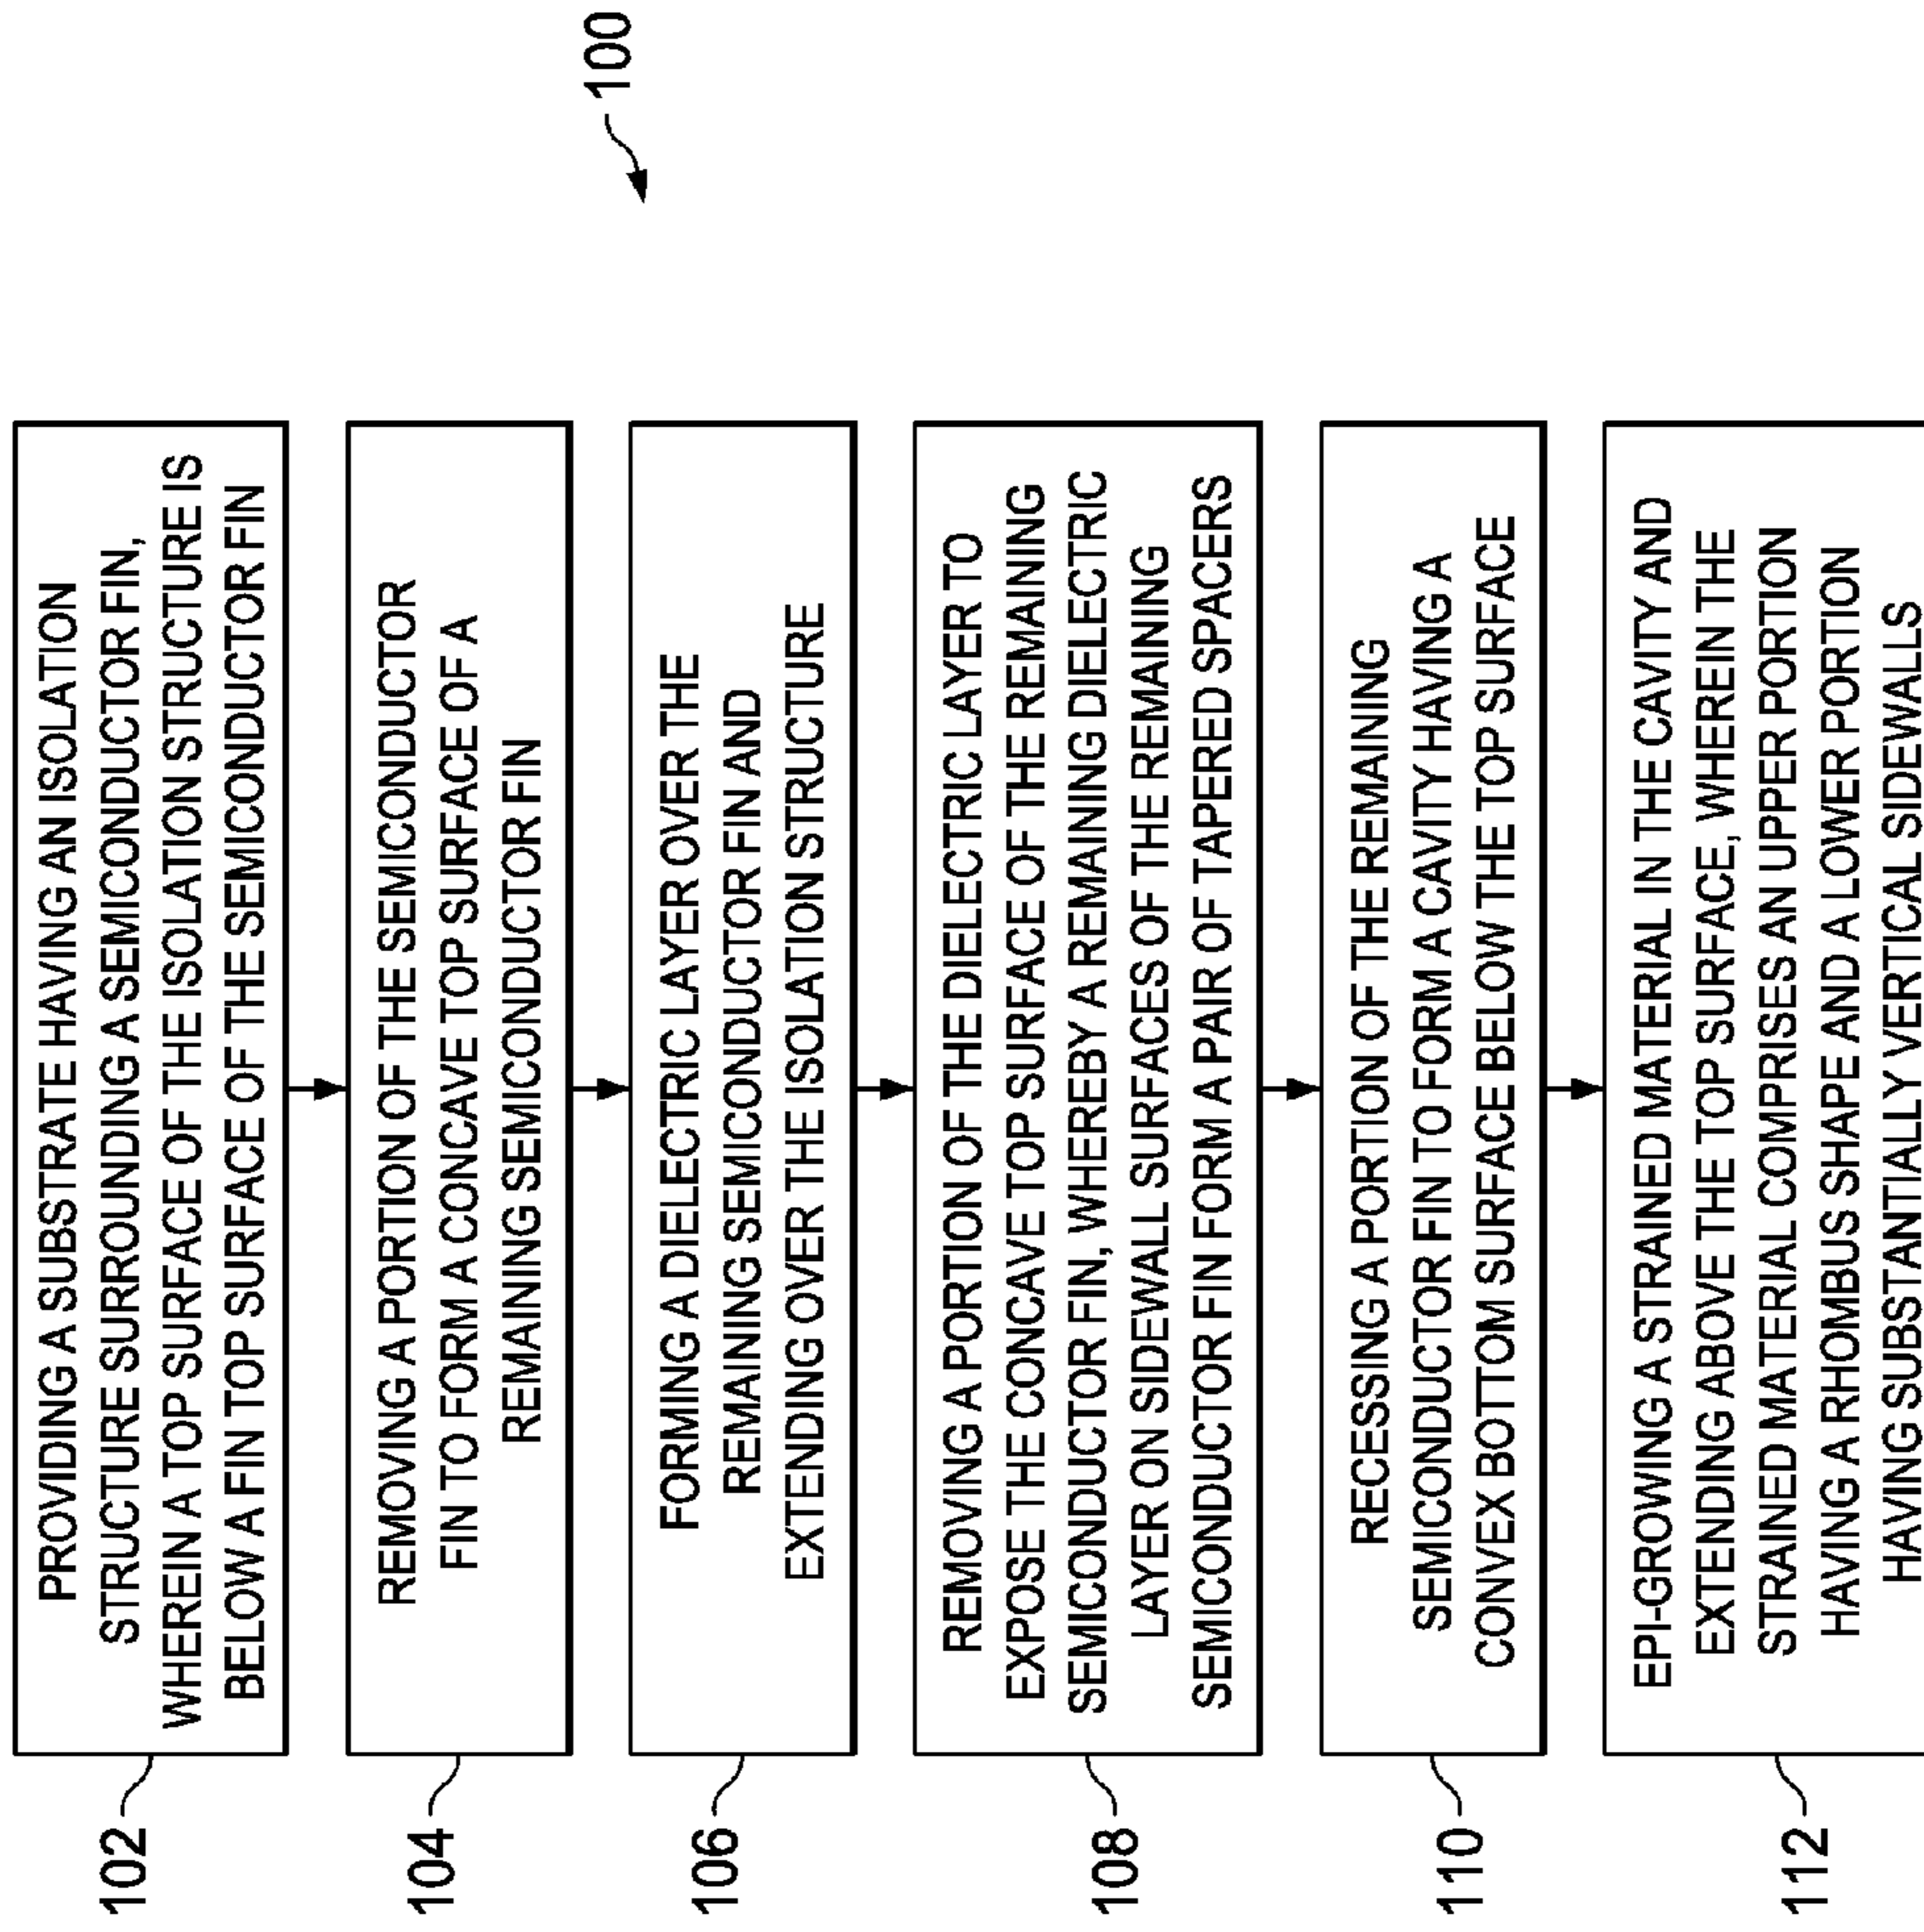 100
102
PROVIDING A SUBSTRATE HAVING AN ISOLATION
STRUCTURE SURROUNDING A SEMICONDUCTOR FIN,
WHEREIN A TOP SURFACE OF THE ISOLATION STRUCTURE IS
BELOW A FIN TOP SURFACE OF THE SEMICONDUCTOR FIN
104
REMOVING A PORTION OF THE SEMICONDUCTOR
FIN TO FORM A CONCAVE TOP SURFACE OF A
REMAINING SEMICONDUCTOR FIN
106
FORMING A DIELECTRIC LAYER OVER THE
REMAINING SEMICONDUCTOR FIN AND
EXTENDING OVER THE ISOLATION STRUCTURE
108
REMOVING A PORTION OF THE DIELECTRIC LAYER TO
EXPOSE THE CONCAVE TOP SURFACE OF THE REMAINING
SEMICONDUCTOR FIN, WHEREBY A REMAINING DIELECTRIC
LAYER ON SIDEWALL SURFACES OF THE REMAINING
SEMICONDUCTOR FIN FORM A PAIR OF TAPERED SPACERS
110
RECESSING A PORTION OF THE REMAINING
SEMICONDUCTOR FIN TO FORM A CAVITY HAVING A
CONVEX BOTTOM SURFACE BELOW THE TOP SURFACE
112
EPI-GROWING A STRAINED MATERIAL IN THE CAVITY AND
EXTENDING ABOVE THE TOP SURFACE, WHEREIN THE
STRAINED MATERIAL COMPRISES AN UPPER PORTION
HAVING A RHOMBUS SHAPE AND A LOWER PORTION
HAVING SUBSTANTIALLY VERTICAL SIDEWALLS